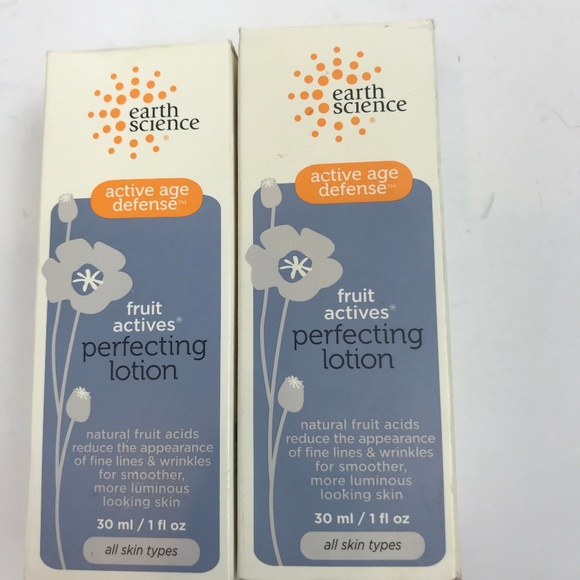 earth
science®
active age
defense™
fruit
actives®
perfecting
lotion
natural fruit acids
reduce the appearance
of fine lines & wrinkles
for smoother,
more luminous
looking skin
30 ml / 1 fl oz
all skin types
earth
science®
active age
defense™
fruit
actives®
perfecting
lotion
natural fruit acids
reduce the appearance
of fine lines & wrinkles
for smoother,
more luminous
looking skin
30 ml / 1 fl oz
all skin types